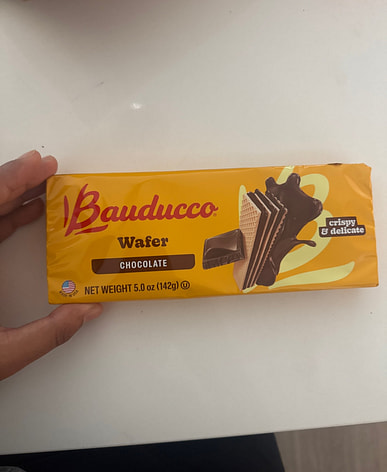 Bauducco
Wafer
CHOCOLATE
crispy
& delicate
NET WEIGHT 5.0 oz (142g) U